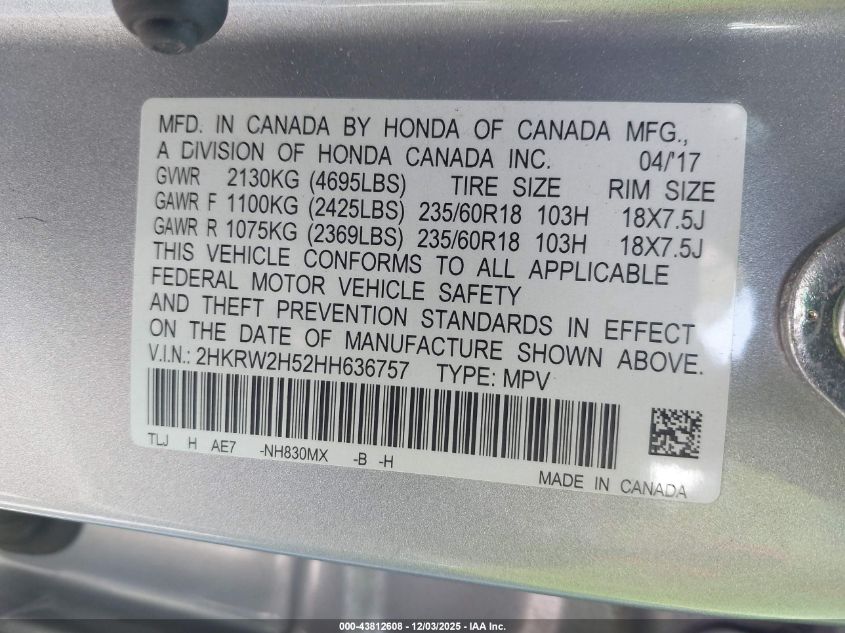 MFD. IN CANADA BY HONDA OF CANADA MFG.,
A DIVISION OF HONDA CANADA INC. 04/'17
GVWR 2130KG (4695LBS) TIRE SIZE RIM SIZE
GAWR F 1100KG (2425LBS) 235/60R18 103H 18X7.5J
GAWR R 1075KG (2369LBS) 235/60R18 103H 18X7.5J
THIS VEHICLE CONFORMS TO ALL APPLICABLE
FEDERAL MOTOR VEHICLE SAFETY
AND THEFT PREVENTION STANDARDS IN EFFECT
ON THE DATE OF MANUFACTURE SHOWN ABOVE.
V.I.N.: 2HKRW2H52HH636757 TYPE: MPV
TLJ H AE7 -NH830MX -B -H
MADE IN CANADA
000-43812608 - 12/03/2025 - IAA Inc.